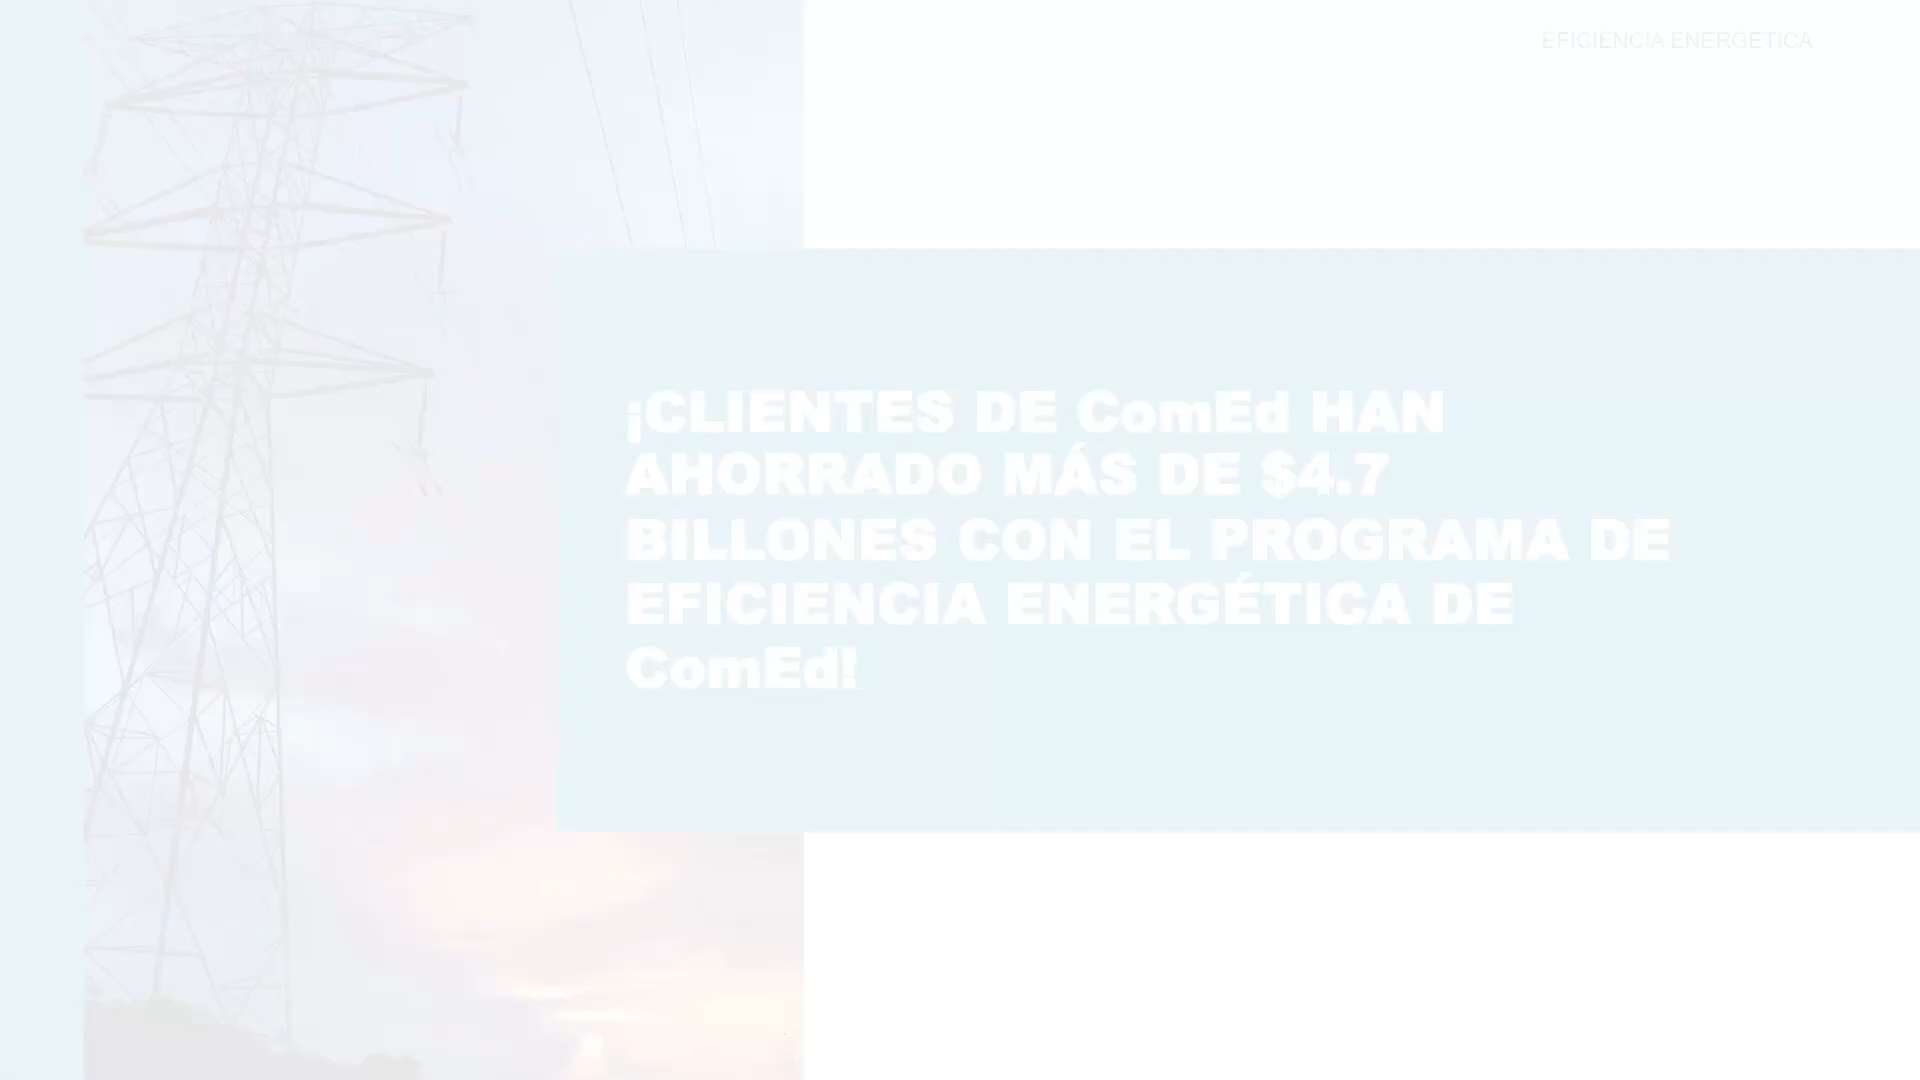 EFICIENCIA ENERGETICA
¡CLIENTES DE ComEd HAN
AHORRADO MÁS DE $4.7
BILLONES CON EL PROGRAMA DE
EFICIENCIA ENERGÉTICA DE
ComEd!